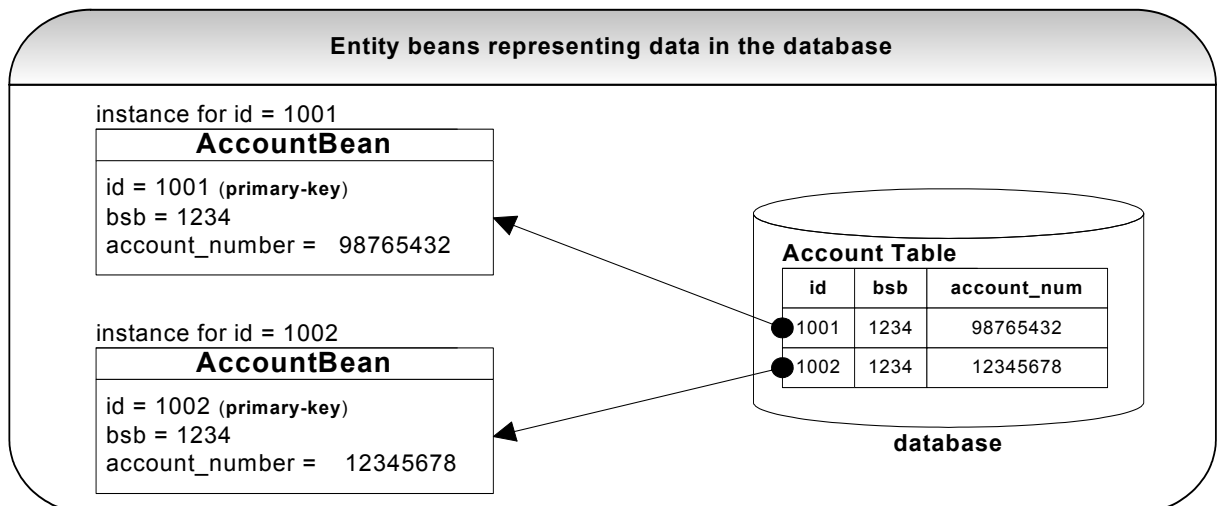 Entity beans representing data in the database
instance for id = 1001
AccountBean
id = 1001 (primary-key)
bsb = 1234
account_number = 98765432
instance for id = 1002
AccountBean
id = 1002 (primary-key)
bsb = 1234
account_number = 12345678
Account Table
id bsb account_num
1001 1234 98765432
1002 1234 12345678
database